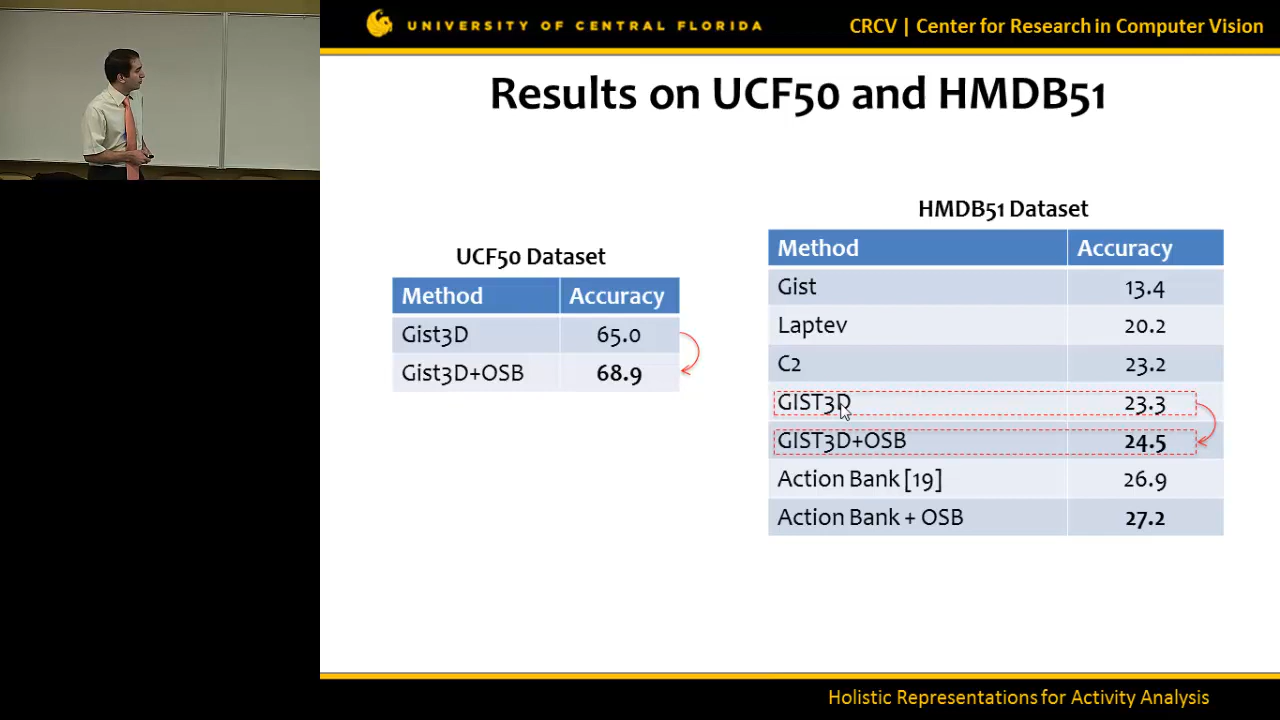 UNIVERSITY OF CENTRAL FLORIDA
CRCV | Center for Research in Computer Vision
Results on UCF50 and HMDB51
UCF50 Dataset
Method Accuracy
Gist3D 65.0
Gist3D+OSB 68.9
HMDB51 Dataset
Method Accuracy
Gist 13.4
Laptev 20.2
C2 23.2
GIST3D 23.3
GIST3D+OSB 24.5
Action Bank [19] 26.9
Action Bank + OSB 27.2
Holistic Representations for Activity Analysis